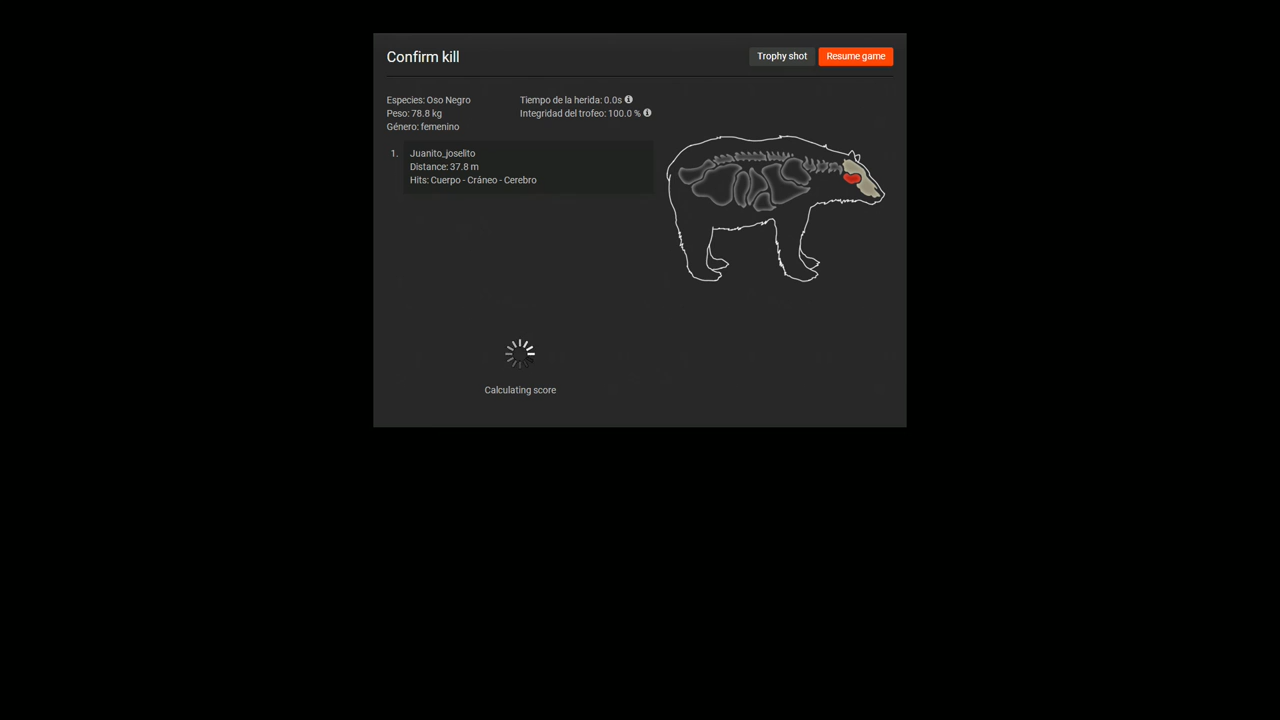 Confirm kill
Trophy shot
Resume game
Especies: Oso Negro
Peso: 78.8 kg
Género: femenino
Tiempo de la herida: 0.0s
Integridad del trofeo: 100.0 %
1.
Juanito_joselito
Distance: 37.8 m
Hits: Cuerpo - Cráneo - Cerebro
Calculating score